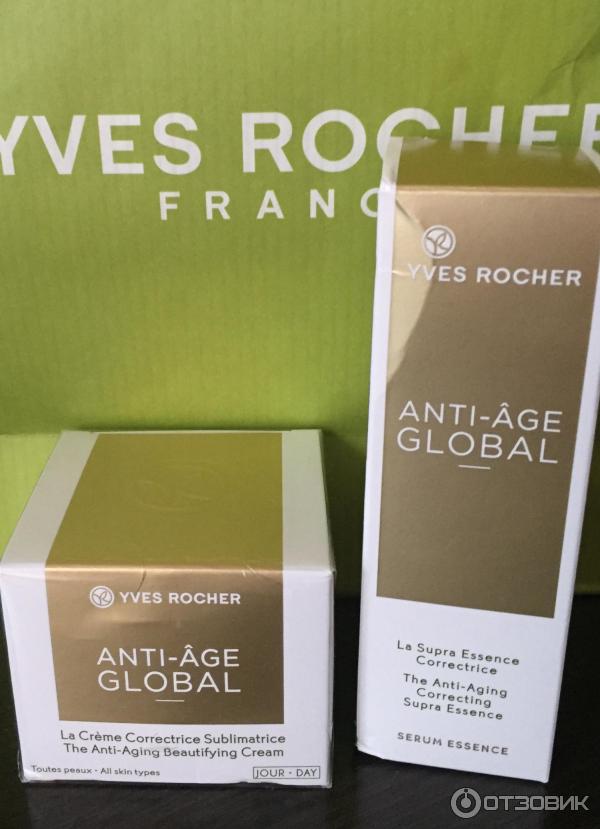 YVES ROCHER
FRANC
YVES ROCHER
ANTI-ÂGE
GLOBAL
La Supra Essence
Correctrice
The Anti-Aging
Correcting
Supra Essence
SERUM ESSENCE
YVES ROCHER
ANTI-ÂGE
GLOBAL
La Crème Correctrice Sublimatrice
The Anti-Aging Beautifying Cream
Toutes peaux · All skin types
JOUR · DAY
ОТЗОВИК